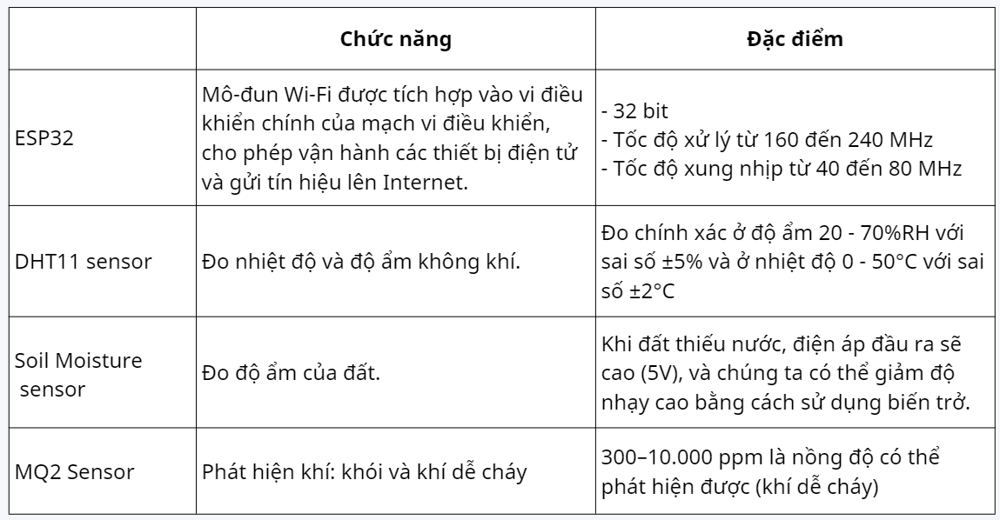 Chức năng
Đặc điểm
ESP32
Mô-đun Wi-Fi được tích hợp vào vi điều
khiển chính của mạch vi điều khiển,
cho phép vận hành các thiết bị điện tử
và gửi tín hiệu lên Internet.
- 32 bit
- Tốc độ xử lý từ 160 đến 240 MHz
- Tốc độ xung nhịp từ 40 đến 80 MHz
DHT11 sensor
Đo nhiệt độ và độ ẩm không khí.
Đo chính xác ở độ ẩm 20 - 70%RH với
sai số ±5% và ở nhiệt độ 0 - 50°C với sai
số ±2°C
Soil Moisture
sensor
Đo độ ẩm của đất.
Khi đất thiếu nước, điện áp đầu ra sẽ
cao (5V), và chúng ta có thể giảm độ
nhạy cao bằng cách sử dụng biến trở.
MQ2 Sensor
Phát hiện khí: khói và khí dễ cháy
300–10.000 ppm là nồng độ có thể
phát hiện được (khí dễ cháy)